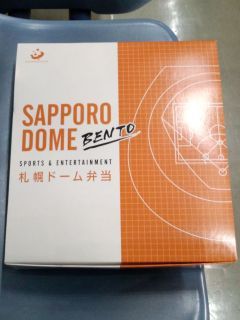 SAPPORO
DOME BENTO
SPORTS & ENTERTAINMENT
札幌ドーム弁当